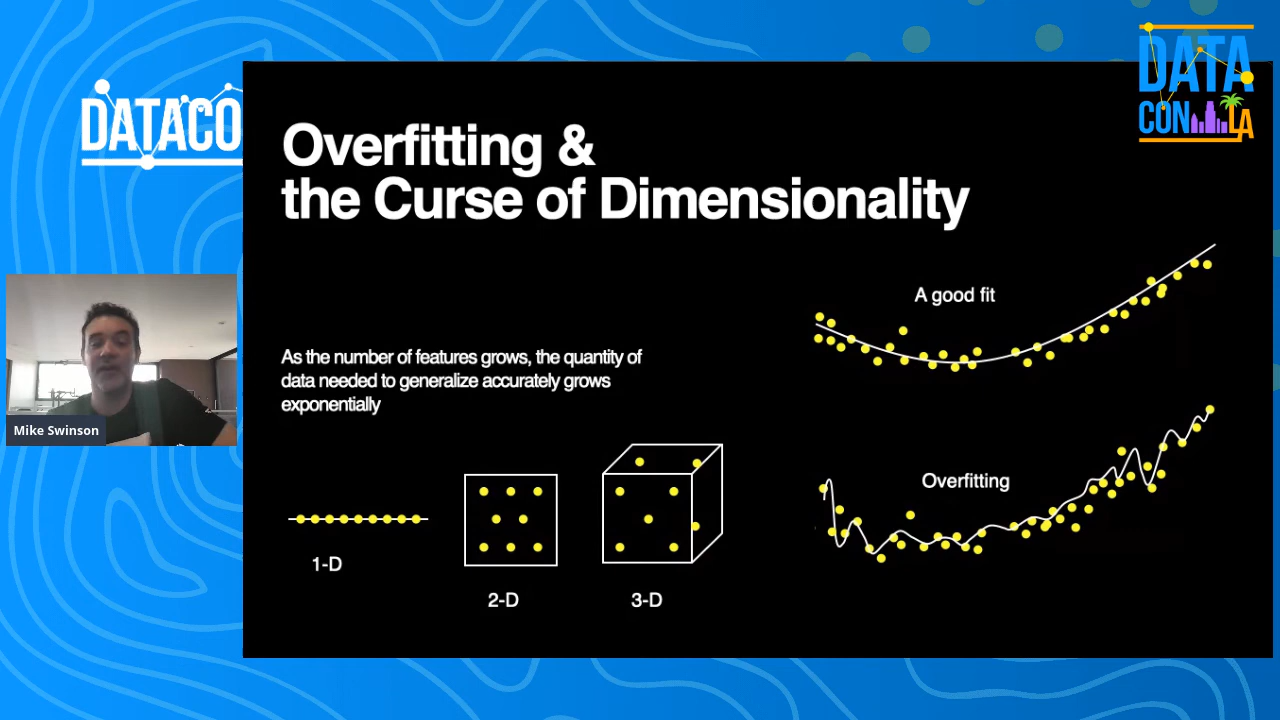 DATACO
DATA
CON LA
Overfitting &
the Curse of Dimensionality
A good fit
As the number of features grows, the quantity of
data needed to generalize accurately grows
exponentially
Mike Swinson
Overfitting
1-D
2-D
3-D